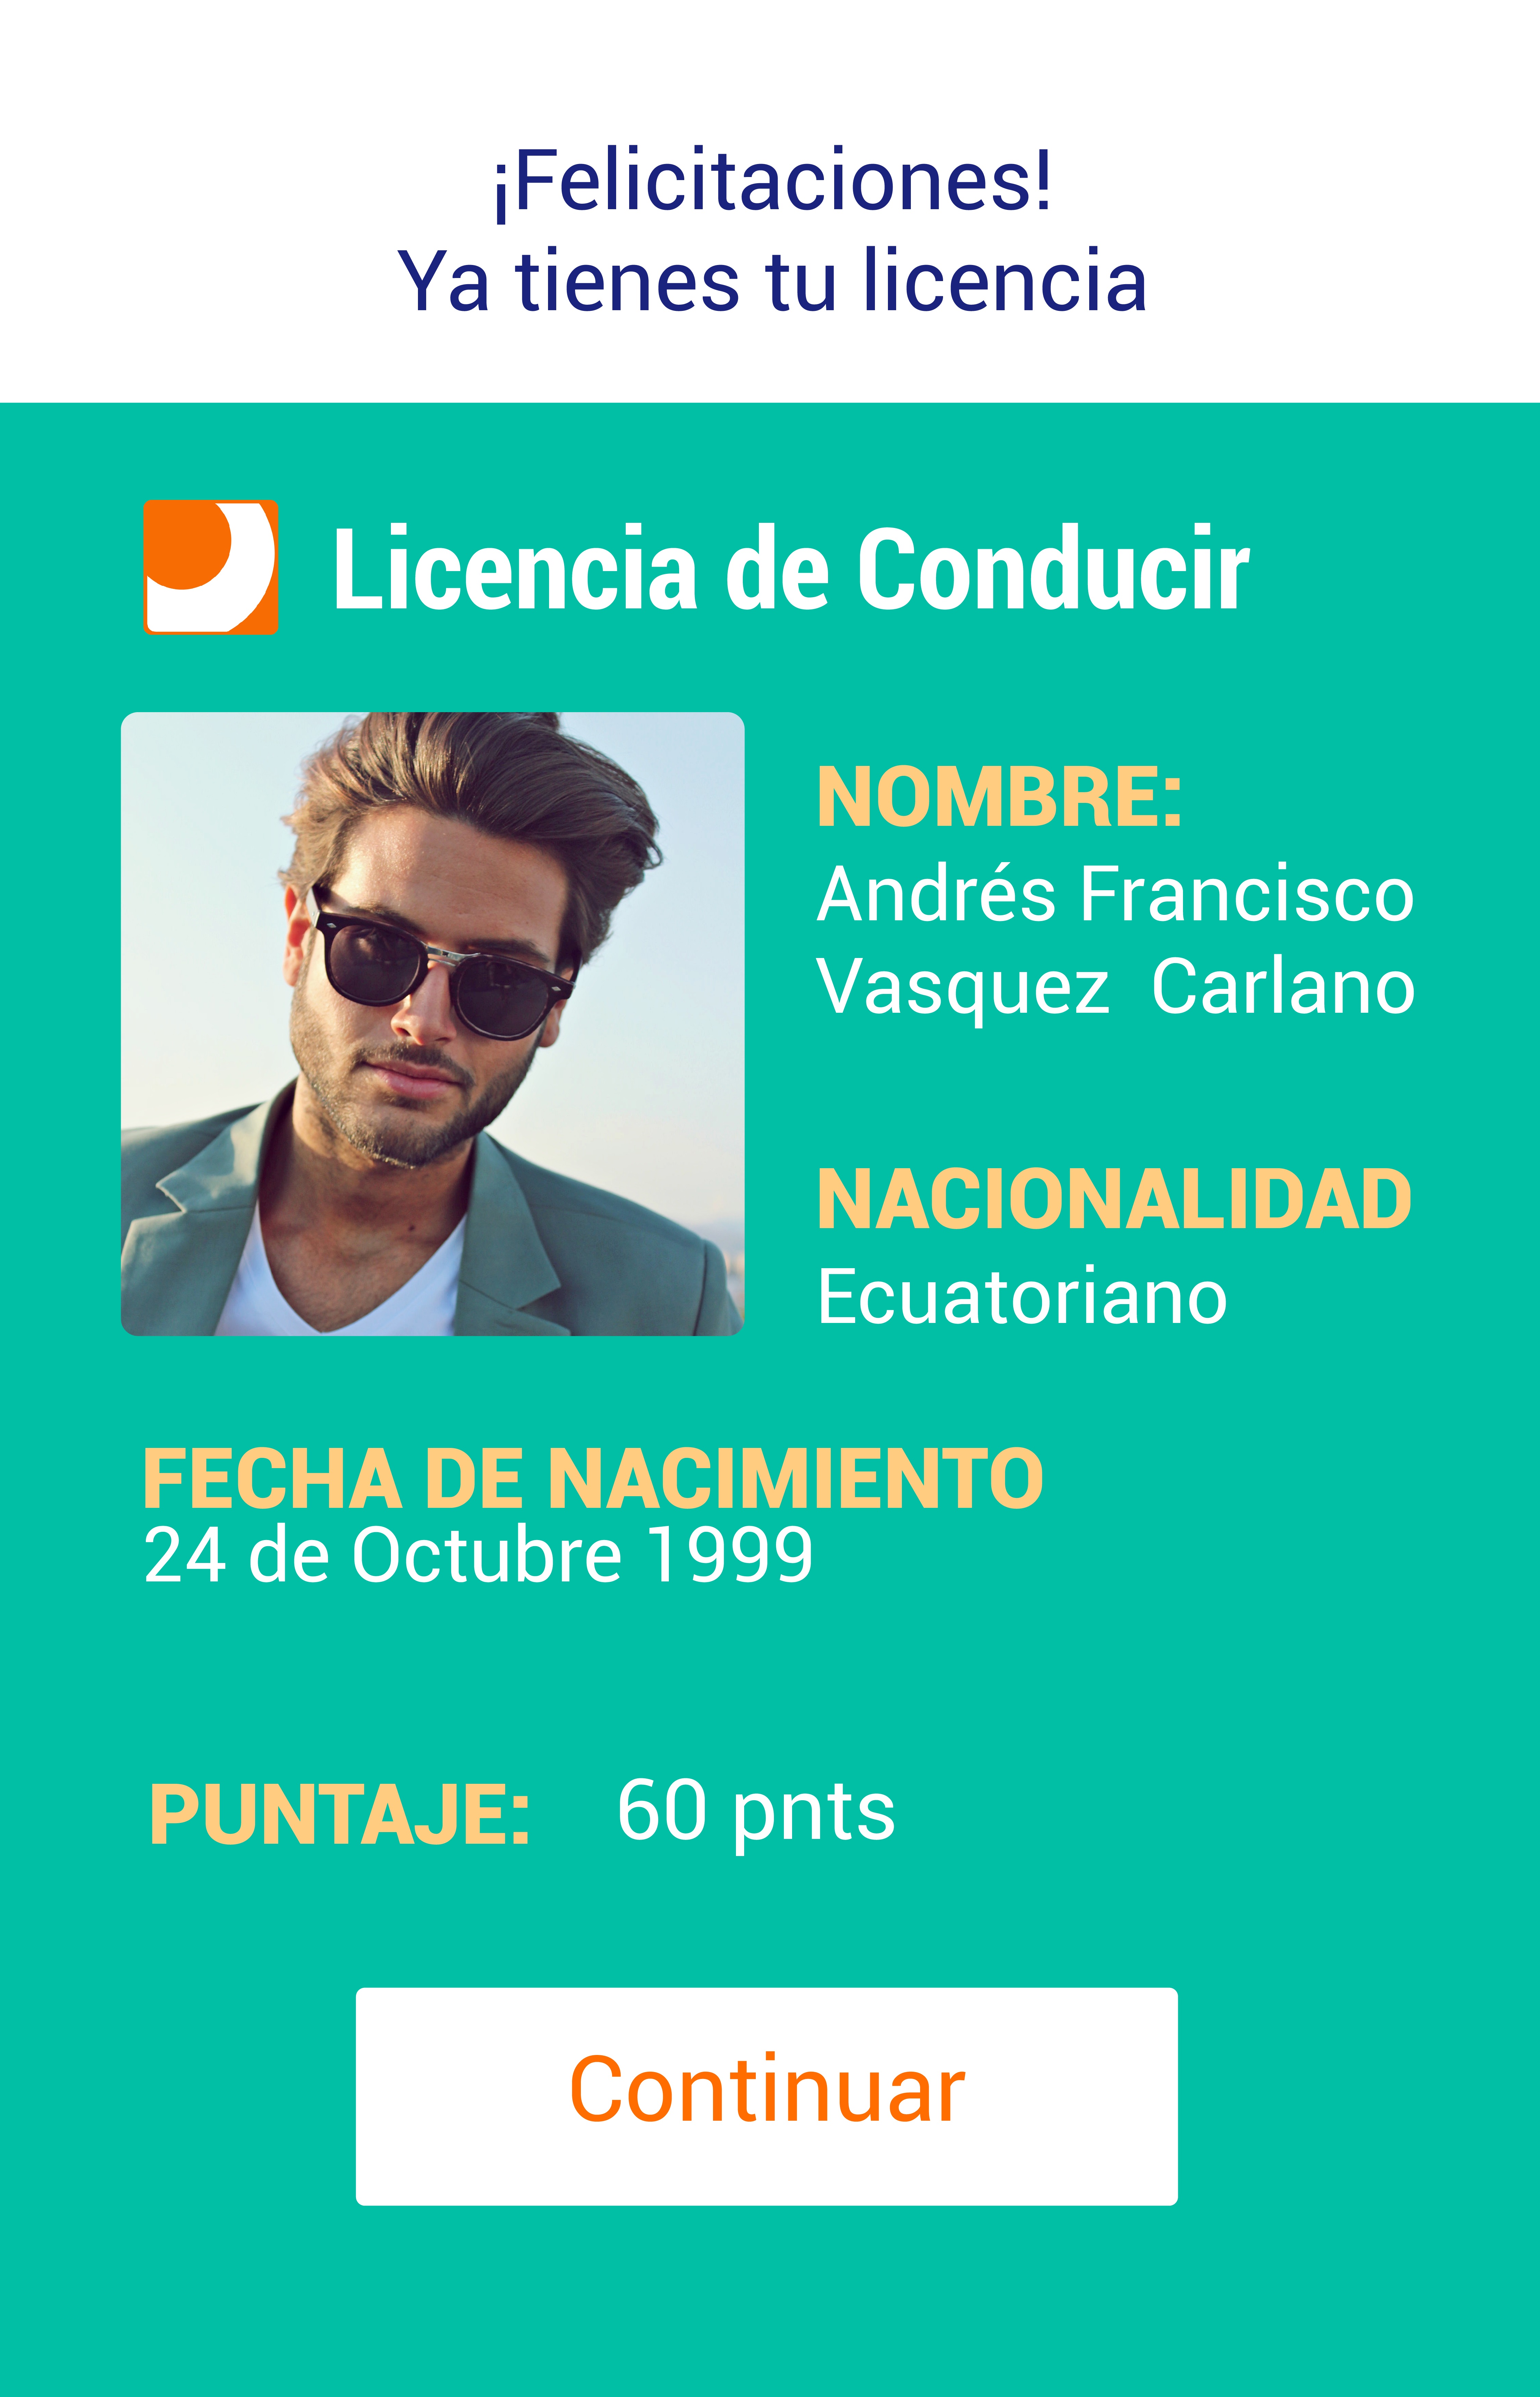 ¡Felicitaciones!
Ya tienes tu licencia
Licencia de Conducir
NOMBRE:
Andrés Francisco
Vasquez Carlano
NACIONALIDAD
Ecuatoriano
FECHA DE NACIMIENTO
24 de Octubre 1999
PUNTAJE: 60 pnts
Continuar